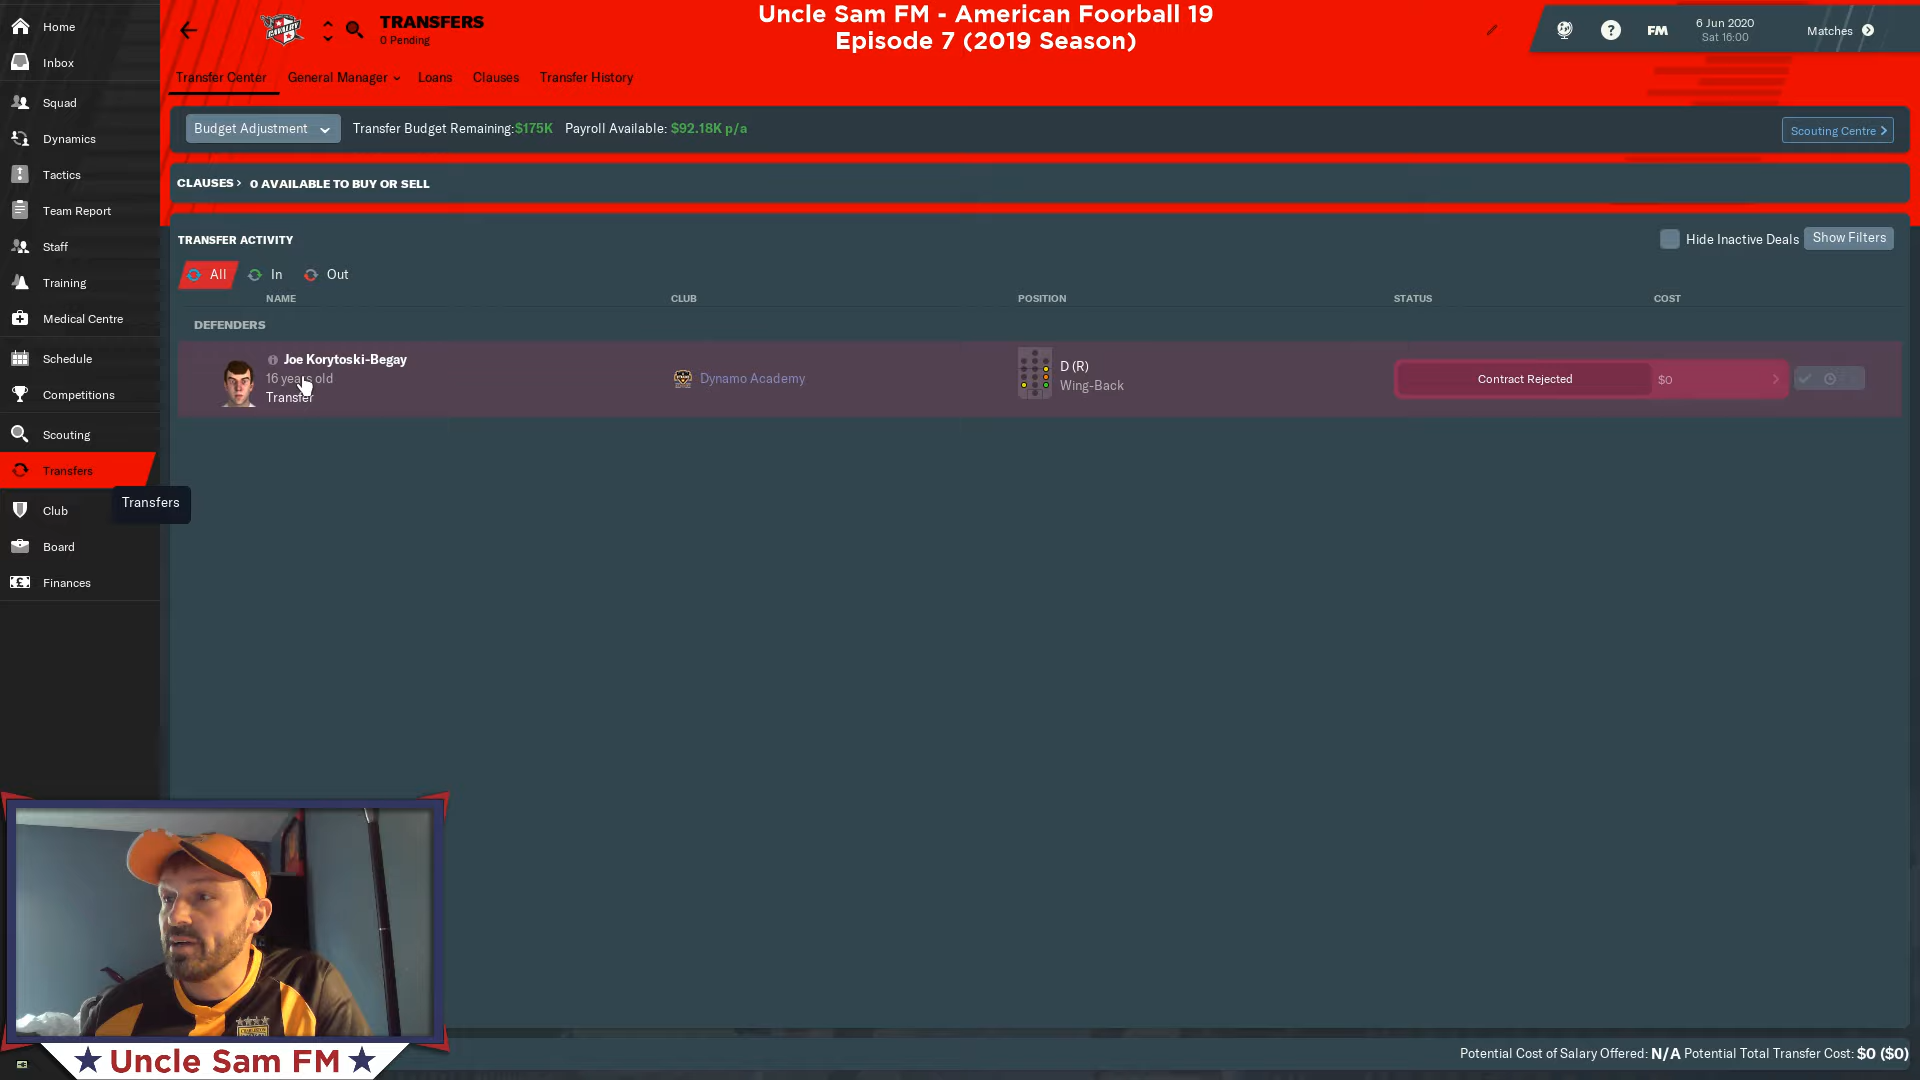 Home
Inbox
Squad
Dynamics
Tactics
Team Report
Staff
Training
Medical Centre
Schedule
Competitions
Scouting
Transfers
Transfers
Club
Board
Finances
CAVALRY
TRANSFERS
0 Pending
Uncle Sam FM - American Foorball 19
Episode 7 (2019 Season)
FM
6 Jun 2020
Sat 16:00
Matches
Transfer Center
General Manager
Loans
Clauses
Transfer History
Budget Adjustment
Transfer Budget Remaining:$175K
Payroll Available: $92.18K p/a
Scouting Centre
CLAUSES > 0 AVAILABLE TO BUY OR SELL
TRANSFER ACTIVITY
Hide Inactive Deals
Show Filters
All
In
Out
NAME
CLUB
POSITION
STATUS
COST
DEFENDERS
Joe Korytoski-Begay
16 years old
Transfer
Dynamo Academy
D (R)
Wing-Back
Contract Rejected
$0
Uncle Sam FM
Potential Cost of Salary Offered: N/A Potential Total Transfer Cost: $0 ($0)